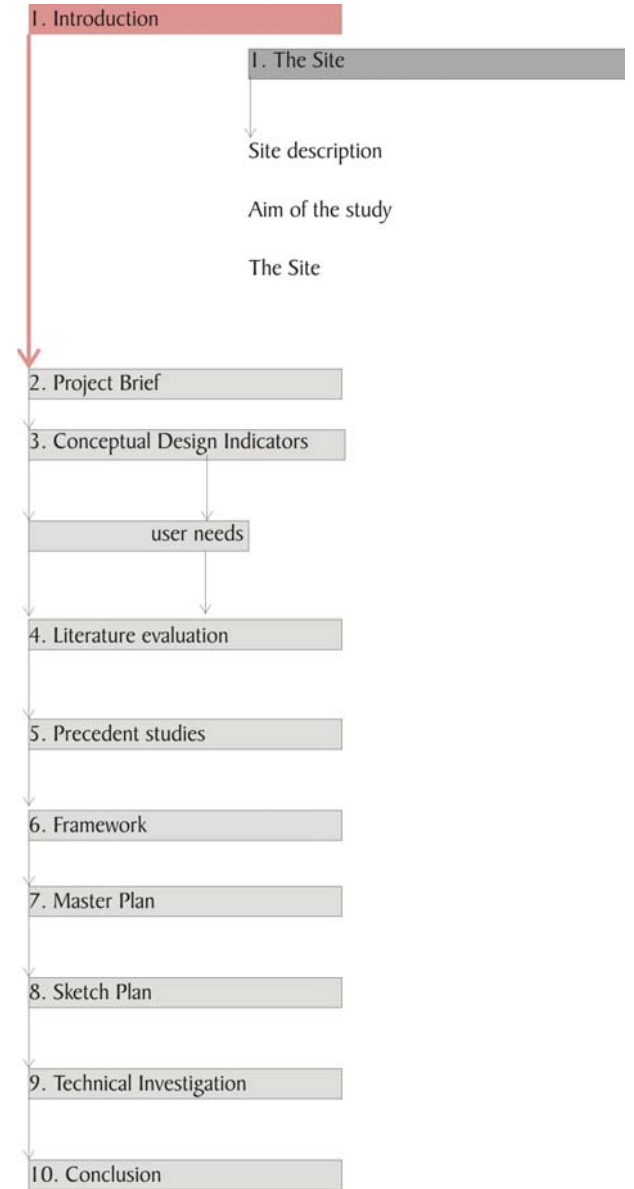 1. Introduction
1. The Site
Site description
Aim of the study
The Site
2. Project Brief
3. Conceptual Design Indicators
user needs
4. Literature evaluation
5. Precedent studies
6. Framework
7. Master Plan
8. Sketch Plan
9. Technical Investigation
10. Conclusion